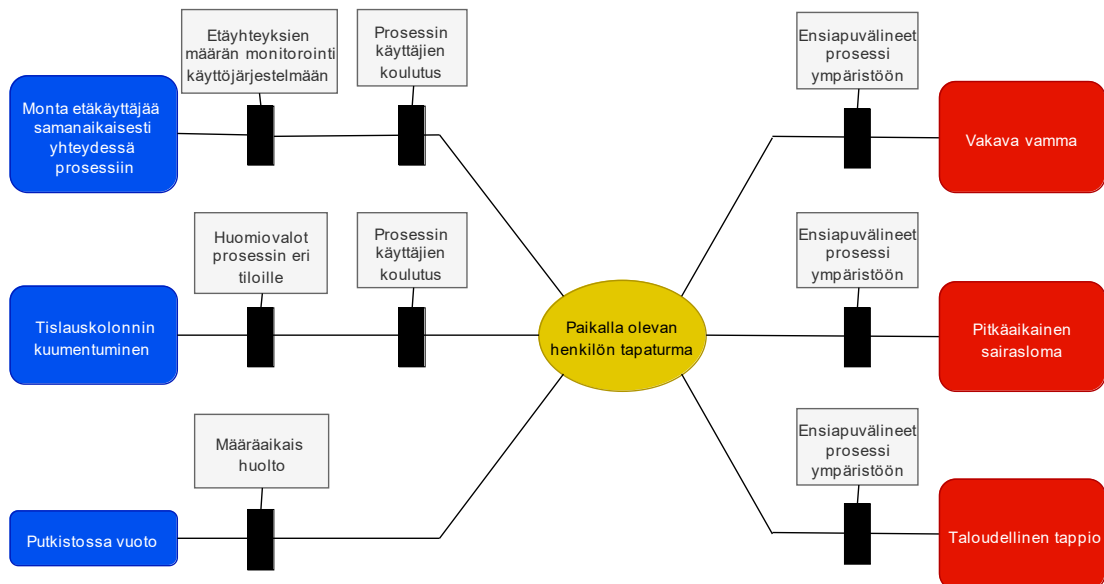 Etäyhteyksien
määrän monitorointi
käyttöjärjestelmään
Prosessin
käyttäjien
koulutus
Ensiapuvälineet
prosessi
ympäristöön
Monta etäkäyttäjää
samanaikaisesti
yhteydessä
prosessiin
Vakava vamma
Huomiovalot
prosessin eri
tiloille
Prosessin
käyttäjien
koulutus
Ensiapuvälineet
prosessi
ympäristöön
Tislauskolonnin
kuumentuminen
Paikalla olevan
henkilön tapaturma
Pitkäaikainen
sairasloma
Määräaikais
huolto
Ensiapuvälineet
prosessi
ympäristöön
Putkistossa vuoto
Taloudellinen tappio